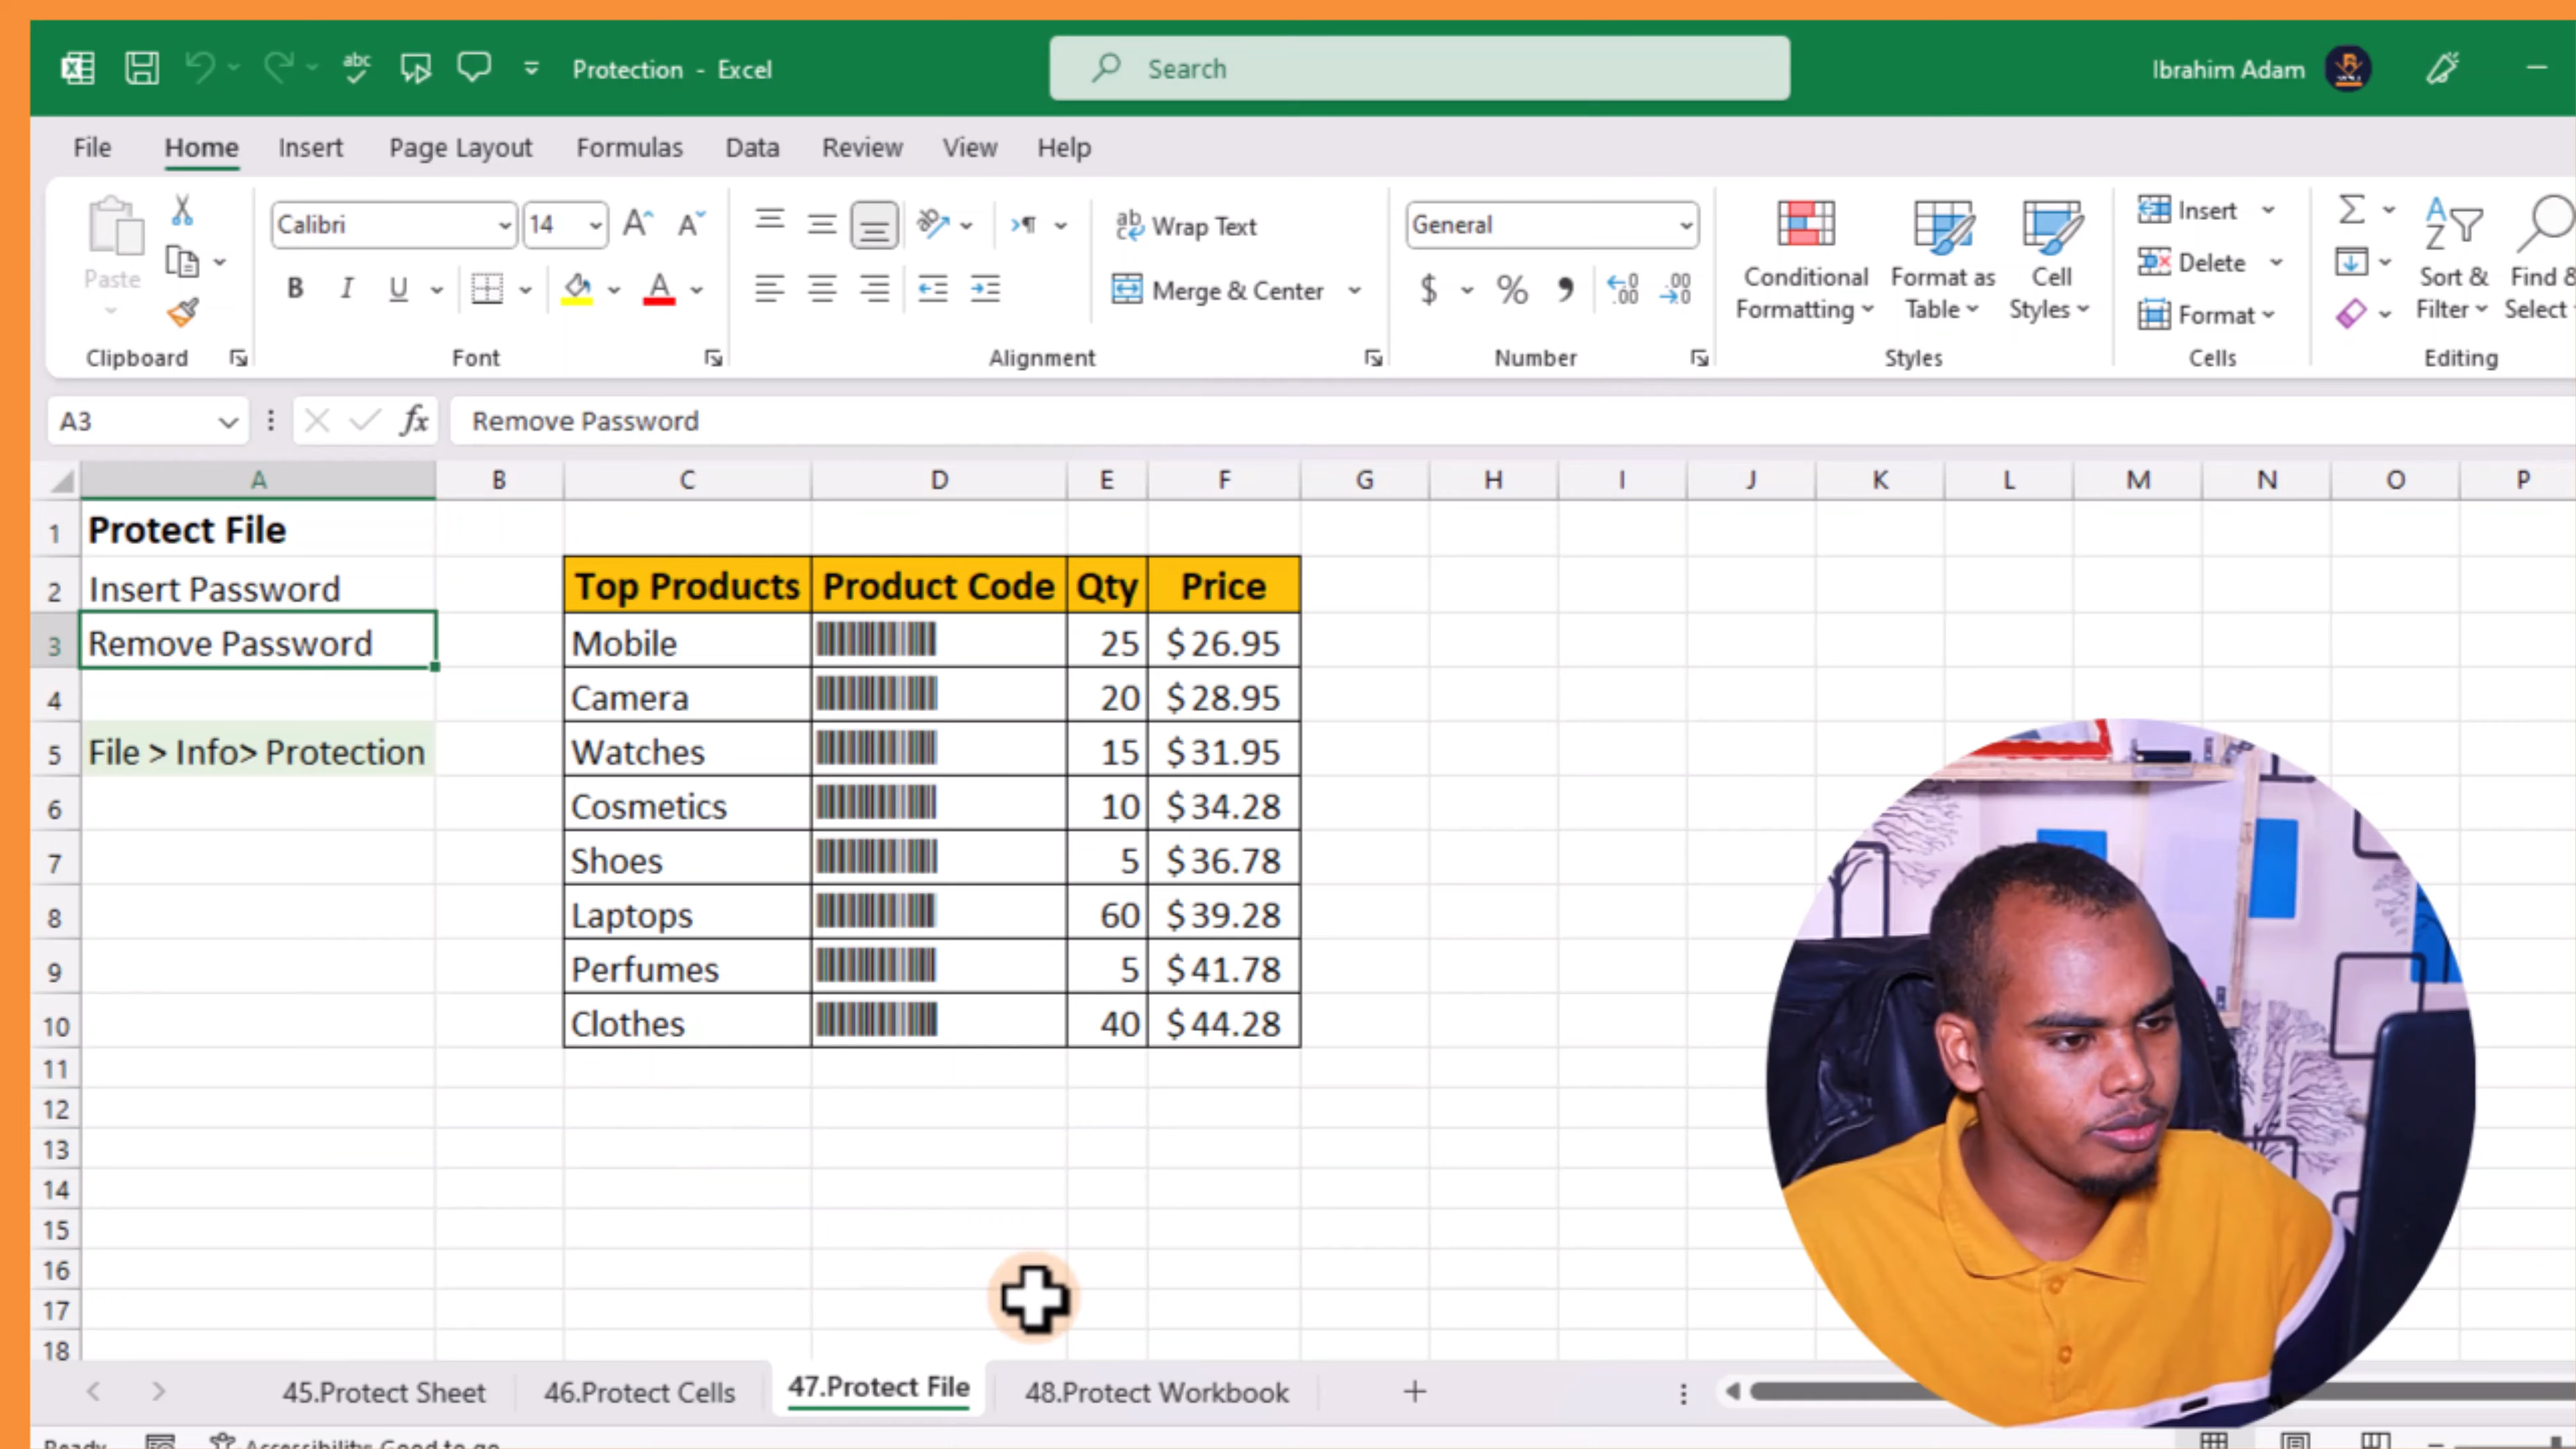 Protection - Excel
Search
Ibrahim Adam
File Home Insert Page Layout Formulas Data Review View Help
Paste
Calibri 14
B I U
Wrap Text
Merge & Center
General
$ % ,
Conditional Formatting
Format as Table
Cell Styles
Insert
Delete
Format
Sort & Filter
Find &
Select
Clipboard Font Alignment Number Styles Cells Editing
A3 fx Remove Password
A B C D E F G H I J K L M N O P
1 Protect File
2 Insert Password Top Products Product Code Qty Price
3 Remove Password Mobile 25 $ 26.95
4 Camera 20 $ 28.95
5 File > Info> Protection Watches 15 $ 31.95
6 Cosmetics 10 $ 34.28
7 Shoes 5 $ 36.78
8 Laptops 60 $ 39.28
9 Perfumes 5 $ 41.78
10 Clothes 40 $ 44.28
11
12
13
14
15
16
17
18
45.Protect Sheet 46.Protect Cells 47.Protect File 48.Protect Workbook
Ready Accessibility: Good to go